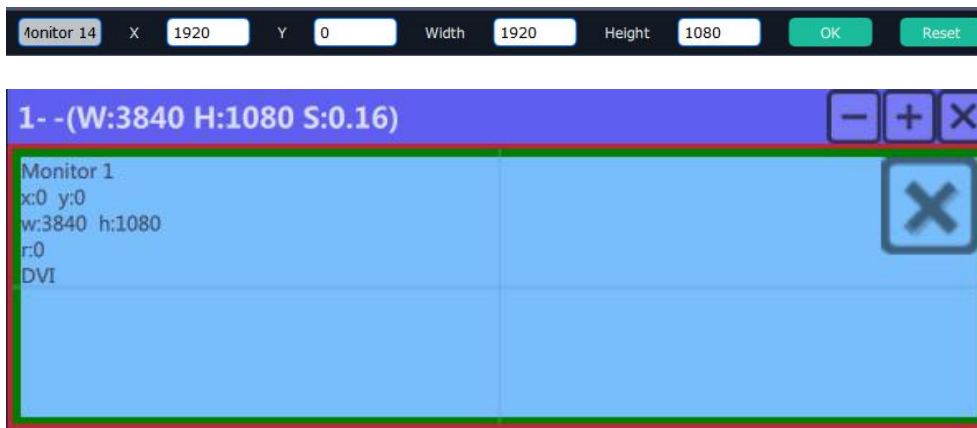 Monitor 14 X 1920 Y 0 Width 1920 Height 1080 OK Reset
1- -(W:3840 H:1080 S:0.16)
Monitor 1
x:0 y:0
w:3840 h:1080
r:0
DVI